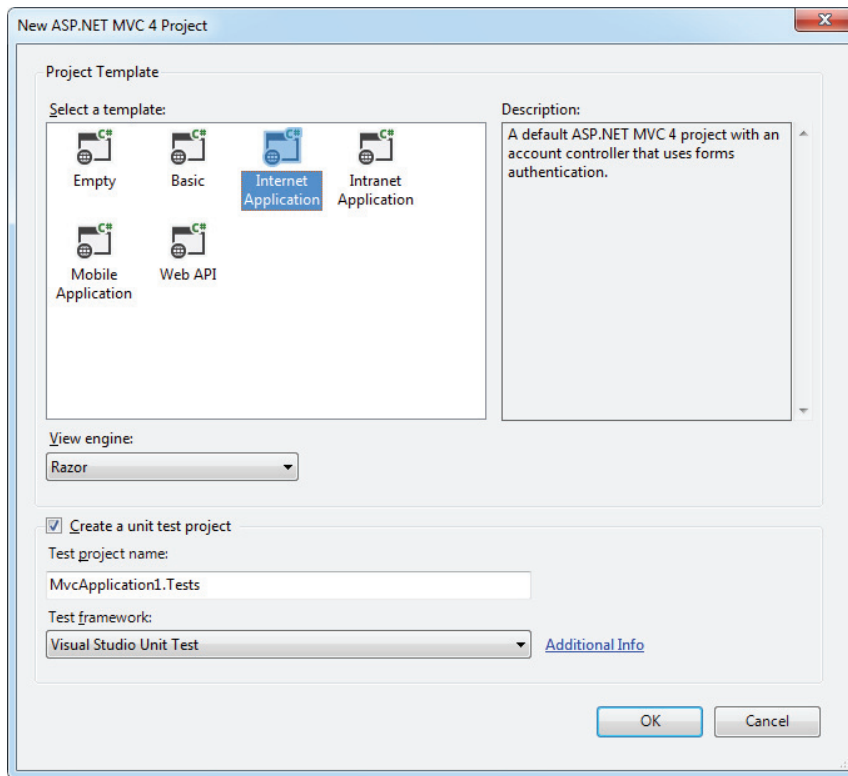 New ASP.NET MVC 4 Project
Project Template
Select a template:
C# C# C# C#
Empty Basic Internet Intranet
Application Application
C# C#
Mobile Web API
Application
Description:
A default ASP.NET MVC 4 project with an
account controller that uses forms
authentication.
View engine:
Razor
Create a unit test project
Test project name:
MvcApplication1.Tests
Test framework:
Visual Studio Unit Test
Additional Info
OK Cancel